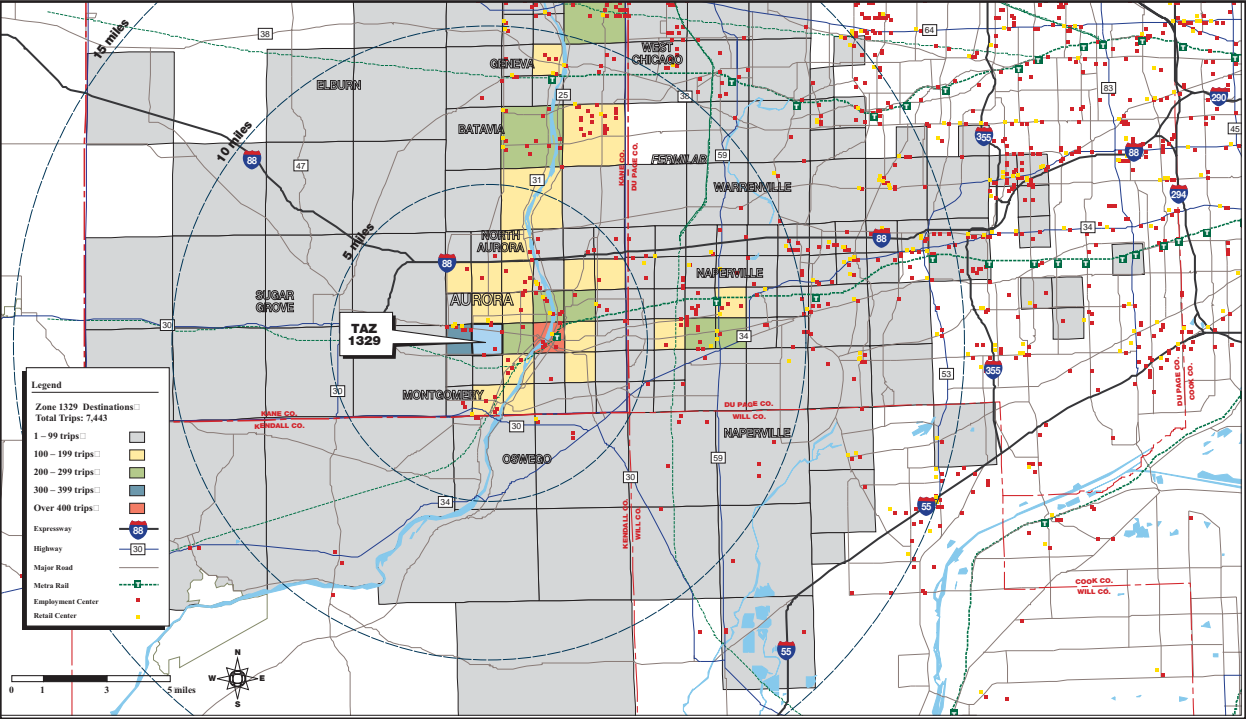 38
64
15 miles
WEST
CHICAGO
GENEVA
ELBURN
83
290
25
38
10 miles
BATAVIA
45
355
88
47
88
KANE CO.
DU PAGE CO.
FERMILAB
59
31
WARRENVILLE
294
5 miles
NORTH
AURORA
34
88
88
NAPERVILLE
SUGAR
GROVE
AURORA
30
TAZ
1329
34
355
53
DU PAGE CO.
COOK CO.
30
MONTGOMERY
KANE CO.
KENDALL CO.
DU PAGE CO.
WILL CO.
30
NAPERVILLE
OSWEGO
59
30
34
55
KENDALL CO.
WILL CO.
COOK CO.
WILL CO.
55
Legend
Zone 1329 Destinations
Total Trips: 7,443
1 – 99 trips
100 – 199 trips
200 – 299 trips
300 – 399 trips
Over 400 trips
Expressway
88
Highway
30
Major Road
Metra Rail
T
Employment Center
Retail Center
N
W
E
S
0 1 3 5 miles